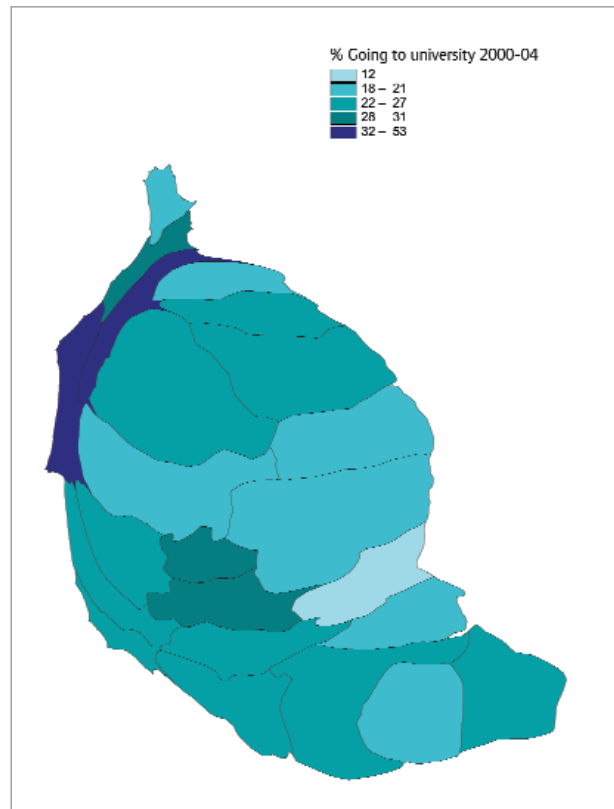 % Going to university 2000-04
12
18 – 21
22 – 27
28 31
32 – 53